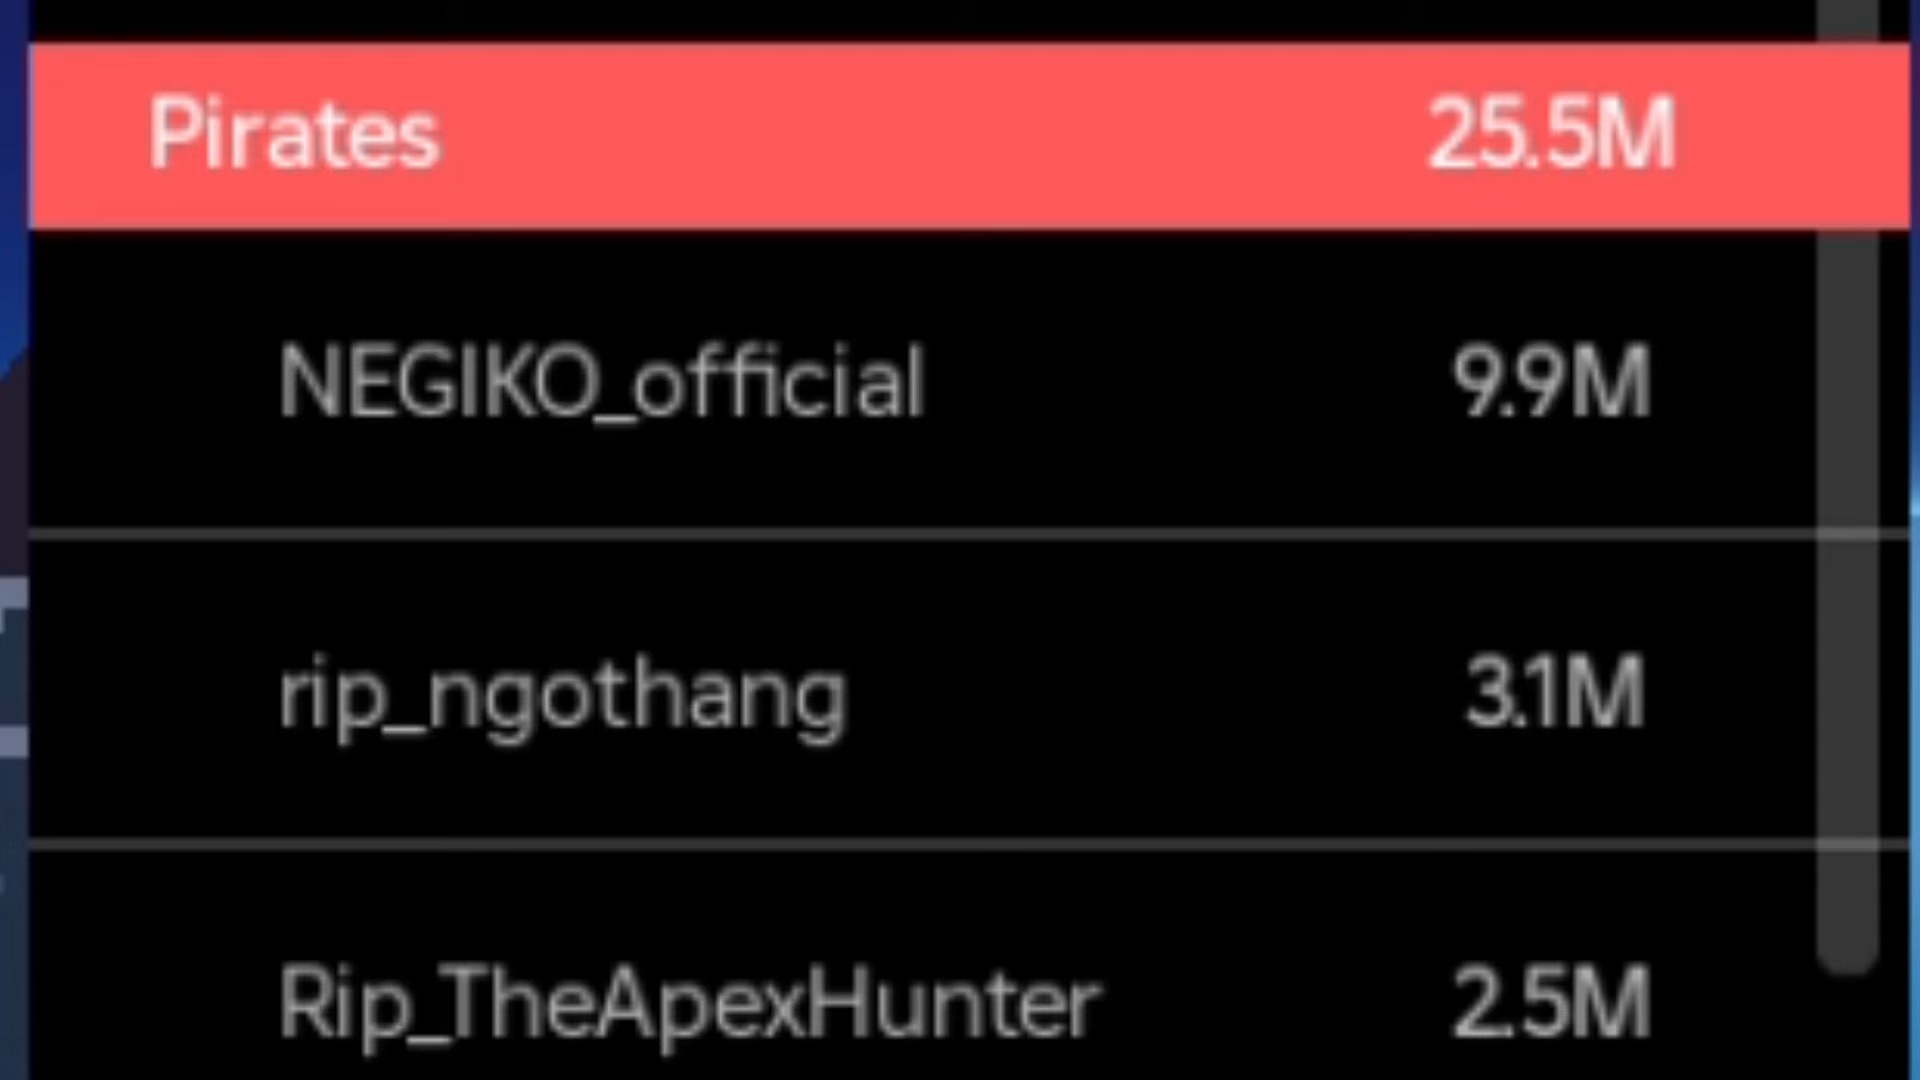 Pirates 25.5M
NEGIKO_official 9.9M
rip_ngothang 3.1M
Rip_TheApexHunter 2.5M